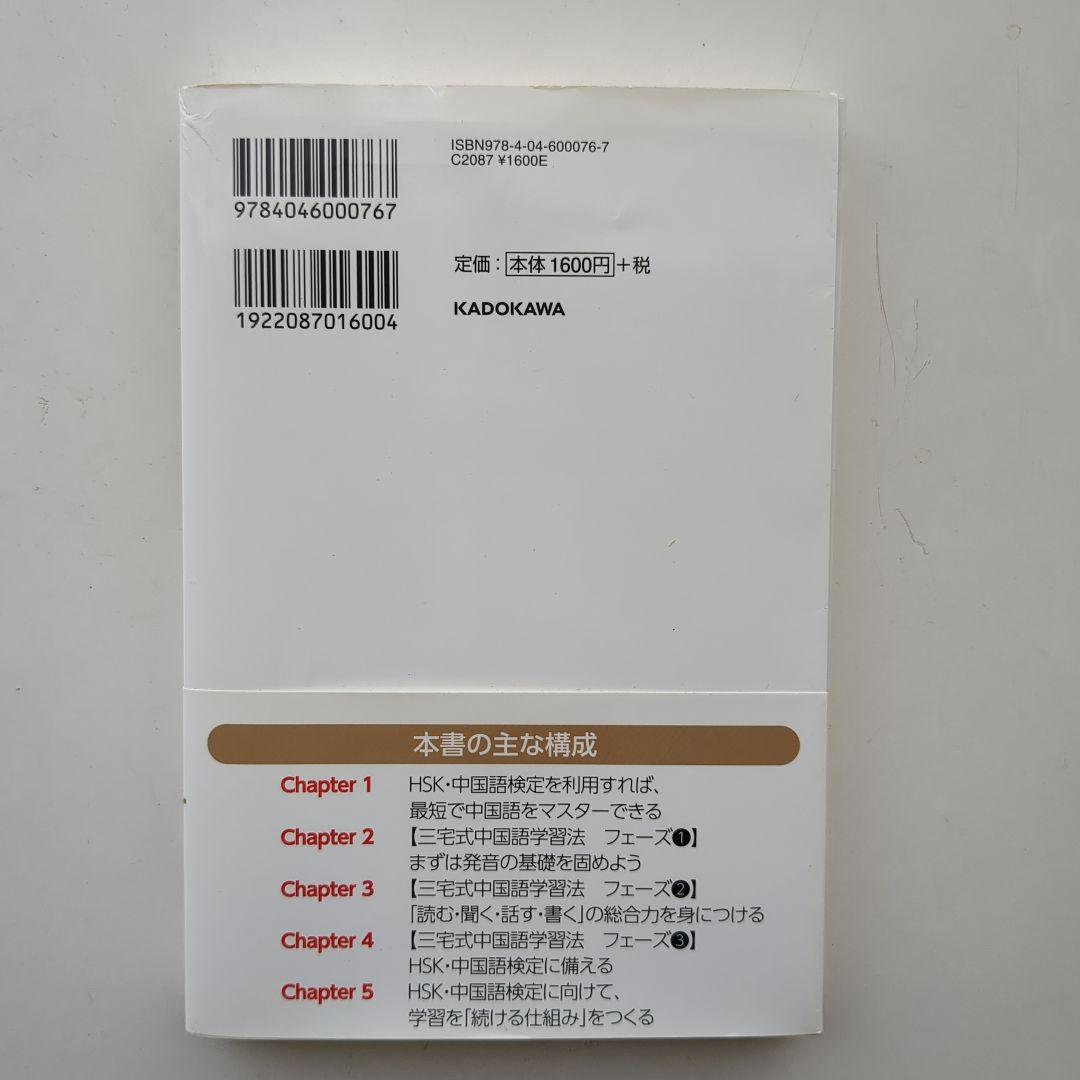 ISBN978-4-04-600076-7
C2087 ¥1600E
9784046000767
定価：本体1600円＋税
KADOKAWA
1922087016004
本書の主な構成
Chapter 1 HSK・中国語検定を利用すれば、
最短で中国語をマスターできる
Chapter 2 【三宅式中国語学習法　フェーズ❶】
まずは発音の基礎を固めよう
Chapter 3 【三宅式中国語学習法　フェーズ❷】
「読む・聞く・話す・書く」の総合力を身につける
Chapter 4 【三宅式中国語学習法　フェーズ❸】
HSK・中国語検定に備える
Chapter 5 HSK・中国語検定に向けて、
学習を「続ける仕組み」をつくる